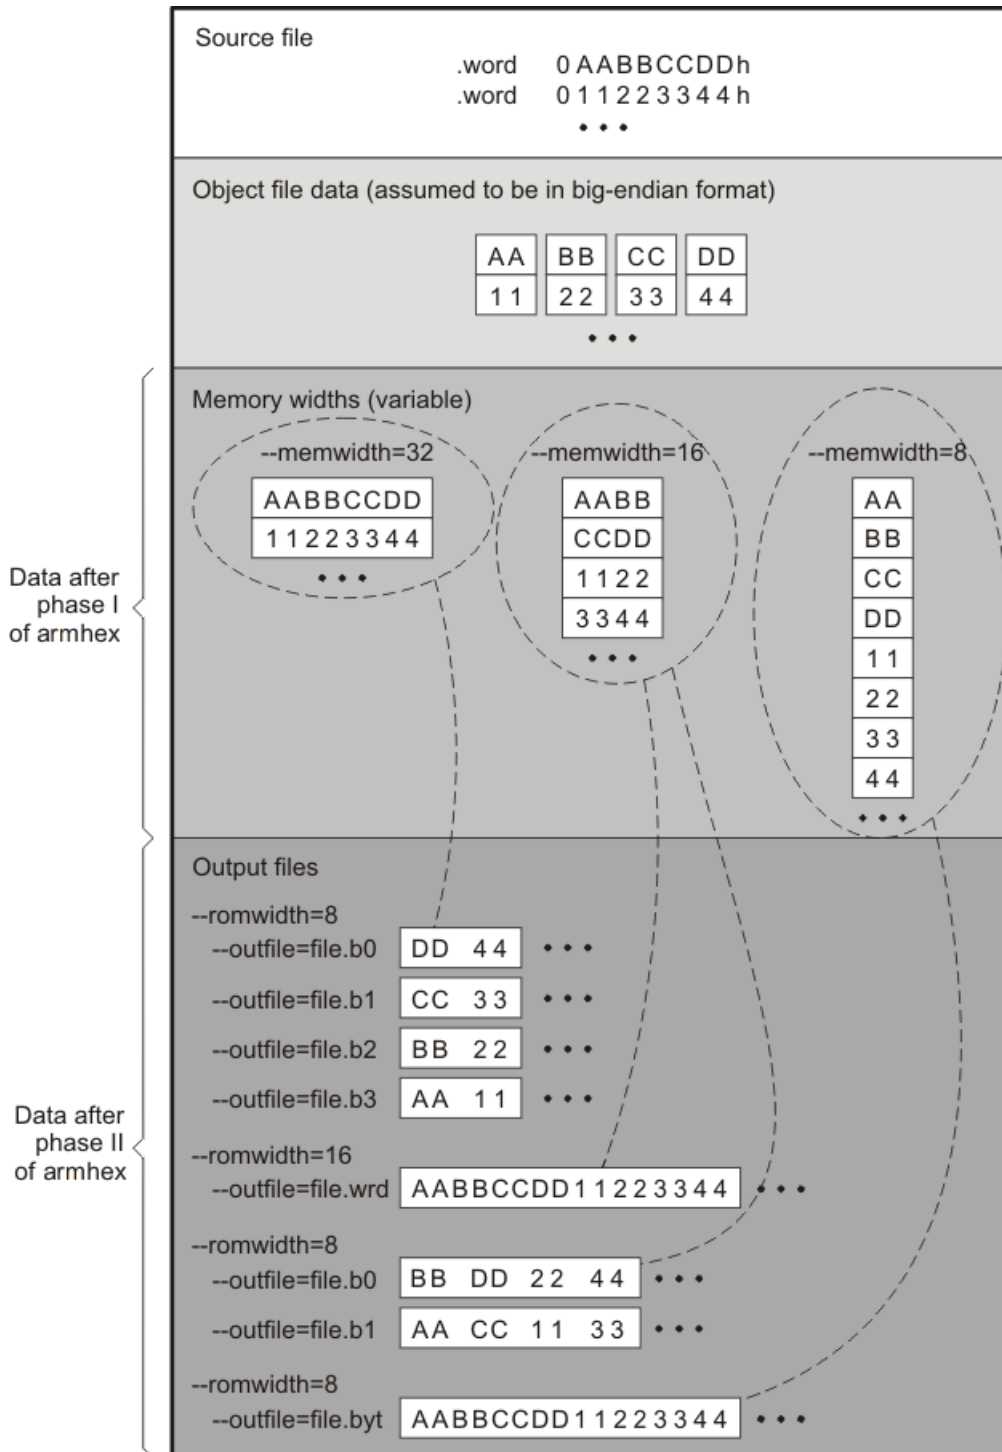 Source file
.word 0AABBCCDDh
.word 011223344h
• • •
Object file data (assumed to be in big-endian format)
AA BB CC DD
11 22 33 44
• • •
Data after
phase I
of armhex
Memory widths (variable)
--memwidth=32
AABBCCDD
11223344
• • •
--memwidth=16
AABB
CCDD
1122
3344
• • •
--memwidth=8
AA
BB
CC
DD
11
22
33
44
• • •
Data after
phase II
of armhex
Output files
--romwidth=8
--outfile=file.b0 DD 44 • • •
--outfile=file.b1 CC 33 • • •
--outfile=file.b2 BB 22 • • •
--outfile=file.b3 AA 11 • • •
--romwidth=16
--outfile=file.wrd AABBCCDD11223344 • • •
--romwidth=8
--outfile=file.b0 BB DD 22 44 • • •
--outfile=file.b1 AA CC 11 33 • • •
--romwidth=8
--outfile=file.byt AABBCCDD11223344 • • •